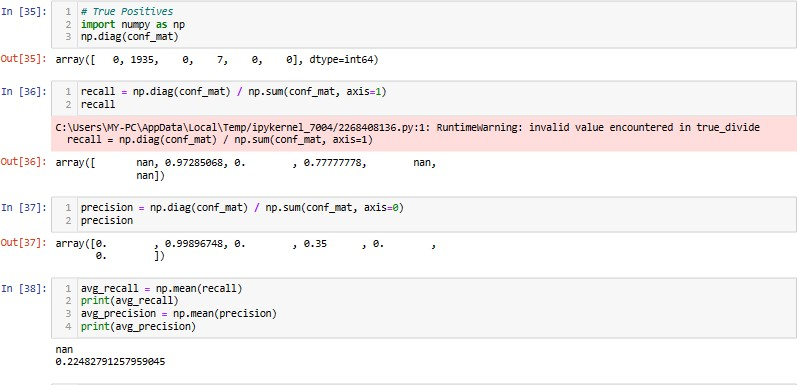 In [35]: 1 # True Positives
2 import numpy as np
3 np.diag(conf_mat)
Out[35]: array([   0, 1935,    0,    7,    0,    0], dtype=int64)
In [36]: 1 recall = np.diag(conf_mat) / np.sum(conf_mat, axis=1)
2 recall
C:\Users\MY-PC\AppData\Local\Temp/ipykernel_7004/2268408136.py:1: RuntimeWarning: invalid value encountered in true_divide
recall = np.diag(conf_mat) / np.sum(conf_mat, axis=1)
Out[36]: array([       nan, 0.97285068, 0.        , 0.77777778,        nan,
nan])
In [37]: 1 precision = np.diag(conf_mat) / np.sum(conf_mat, axis=0)
2 precision
Out[37]: array([0.        , 0.99896748, 0.        , 0.35      , 0.        ,
0.        ])
In [38]: 1 avg_recall = np.mean(recall)
2 print(avg_recall)
3 avg_precision = np.mean(precision)
4 print(avg_precision)
nan
0.22482791257959045